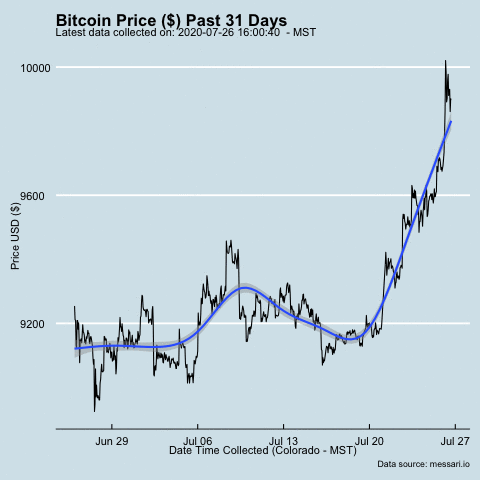 Bitcoin Price ($) Past 31 Days
Latest data collected on: 2020-07-26 16:00:40  - MST
10000
9600
9200
Price USD ($)
Jun 29
Jul 06
Jul 13
Jul 20
Jul 27
Date Time Collected (Colorado - MST)
Data source: messari.io